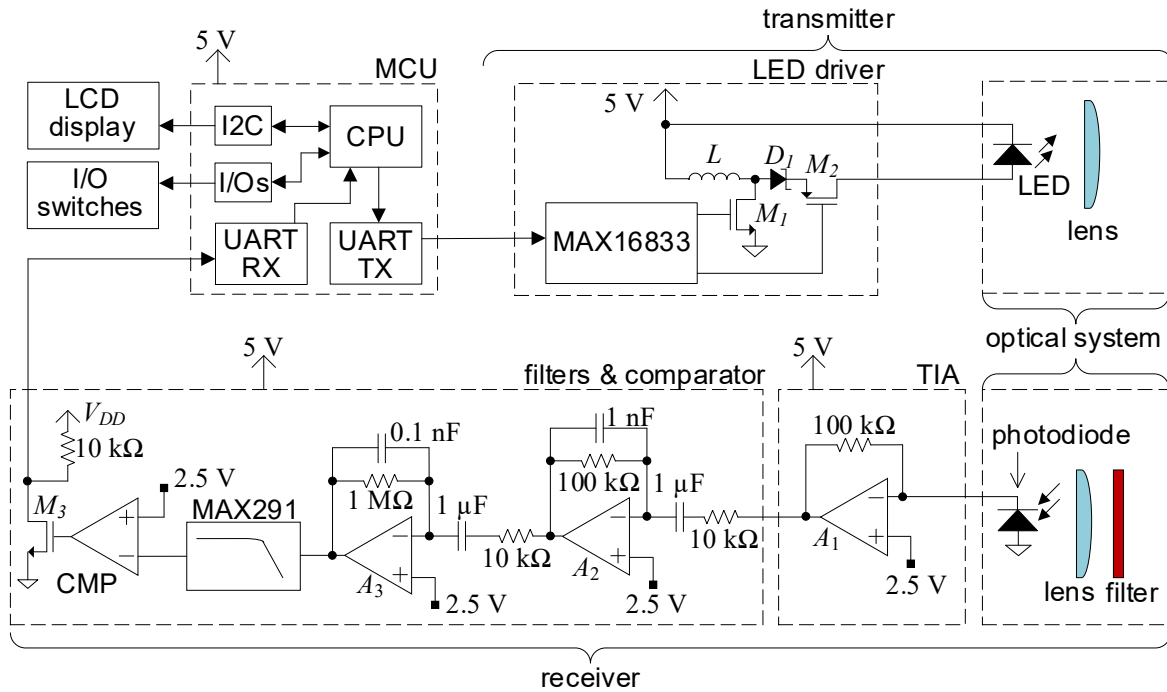 transmitter
5 V
MCU
LED driver
LCD
display
I2C
CPU
5 V
L
D1
M2
I/O
switches
I/Os
M1
LED
UART
RX
UART
TX
MAX16833
lens
optical system
5 V
filters & comparator
5 V
TIA
VDD
10 kΩ
0.1 nF
1 nF
100 kΩ
photodiode
2.5 V
1 MΩ
100 kΩ
1 µF
M3
MAX291
1 µF
+
−
−
+
10 kΩ
−
+
10 kΩ
−
+
CMP
A3
2.5 V
A2
2.5 V
A1
2.5 V
lens
filter
receiver